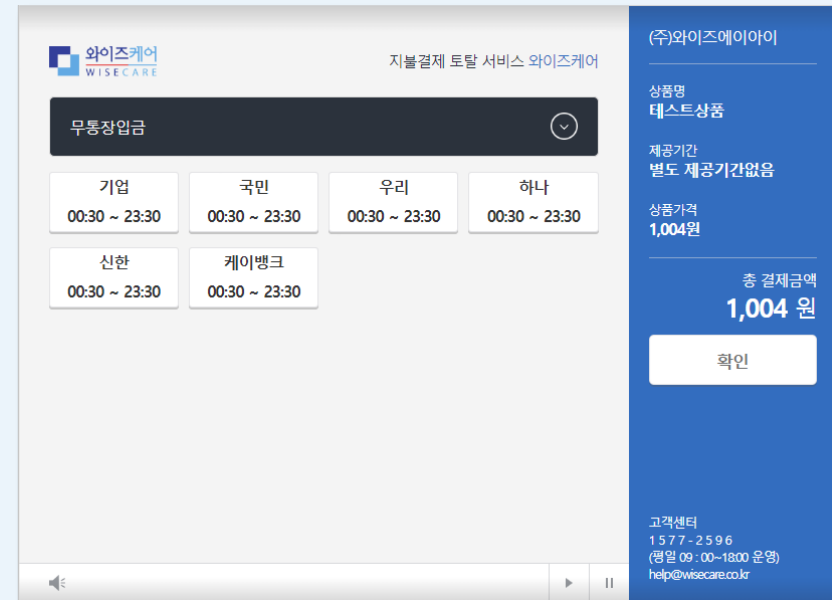 와이즈케어
WISECARE
지불결제 토탈 서비스 와이즈케어
무통장입금
기업
00:30 ~ 23:30
국민
00:30 ~ 23:30
우리
00:30 ~ 23:30
하나
00:30 ~ 23:30
신한
00:30 ~ 23:30
케이뱅크
00:30 ~ 23:30
(주)와이즈에이아이
상품명
테스트상품
제공기간
별도 제공기간없음
상품가격
1,004원
총 결제금액
1,004 원
확인
고객센터
1577-2596
(평일 09 : 00~18:00 운영)
help@wisecare.co.kr